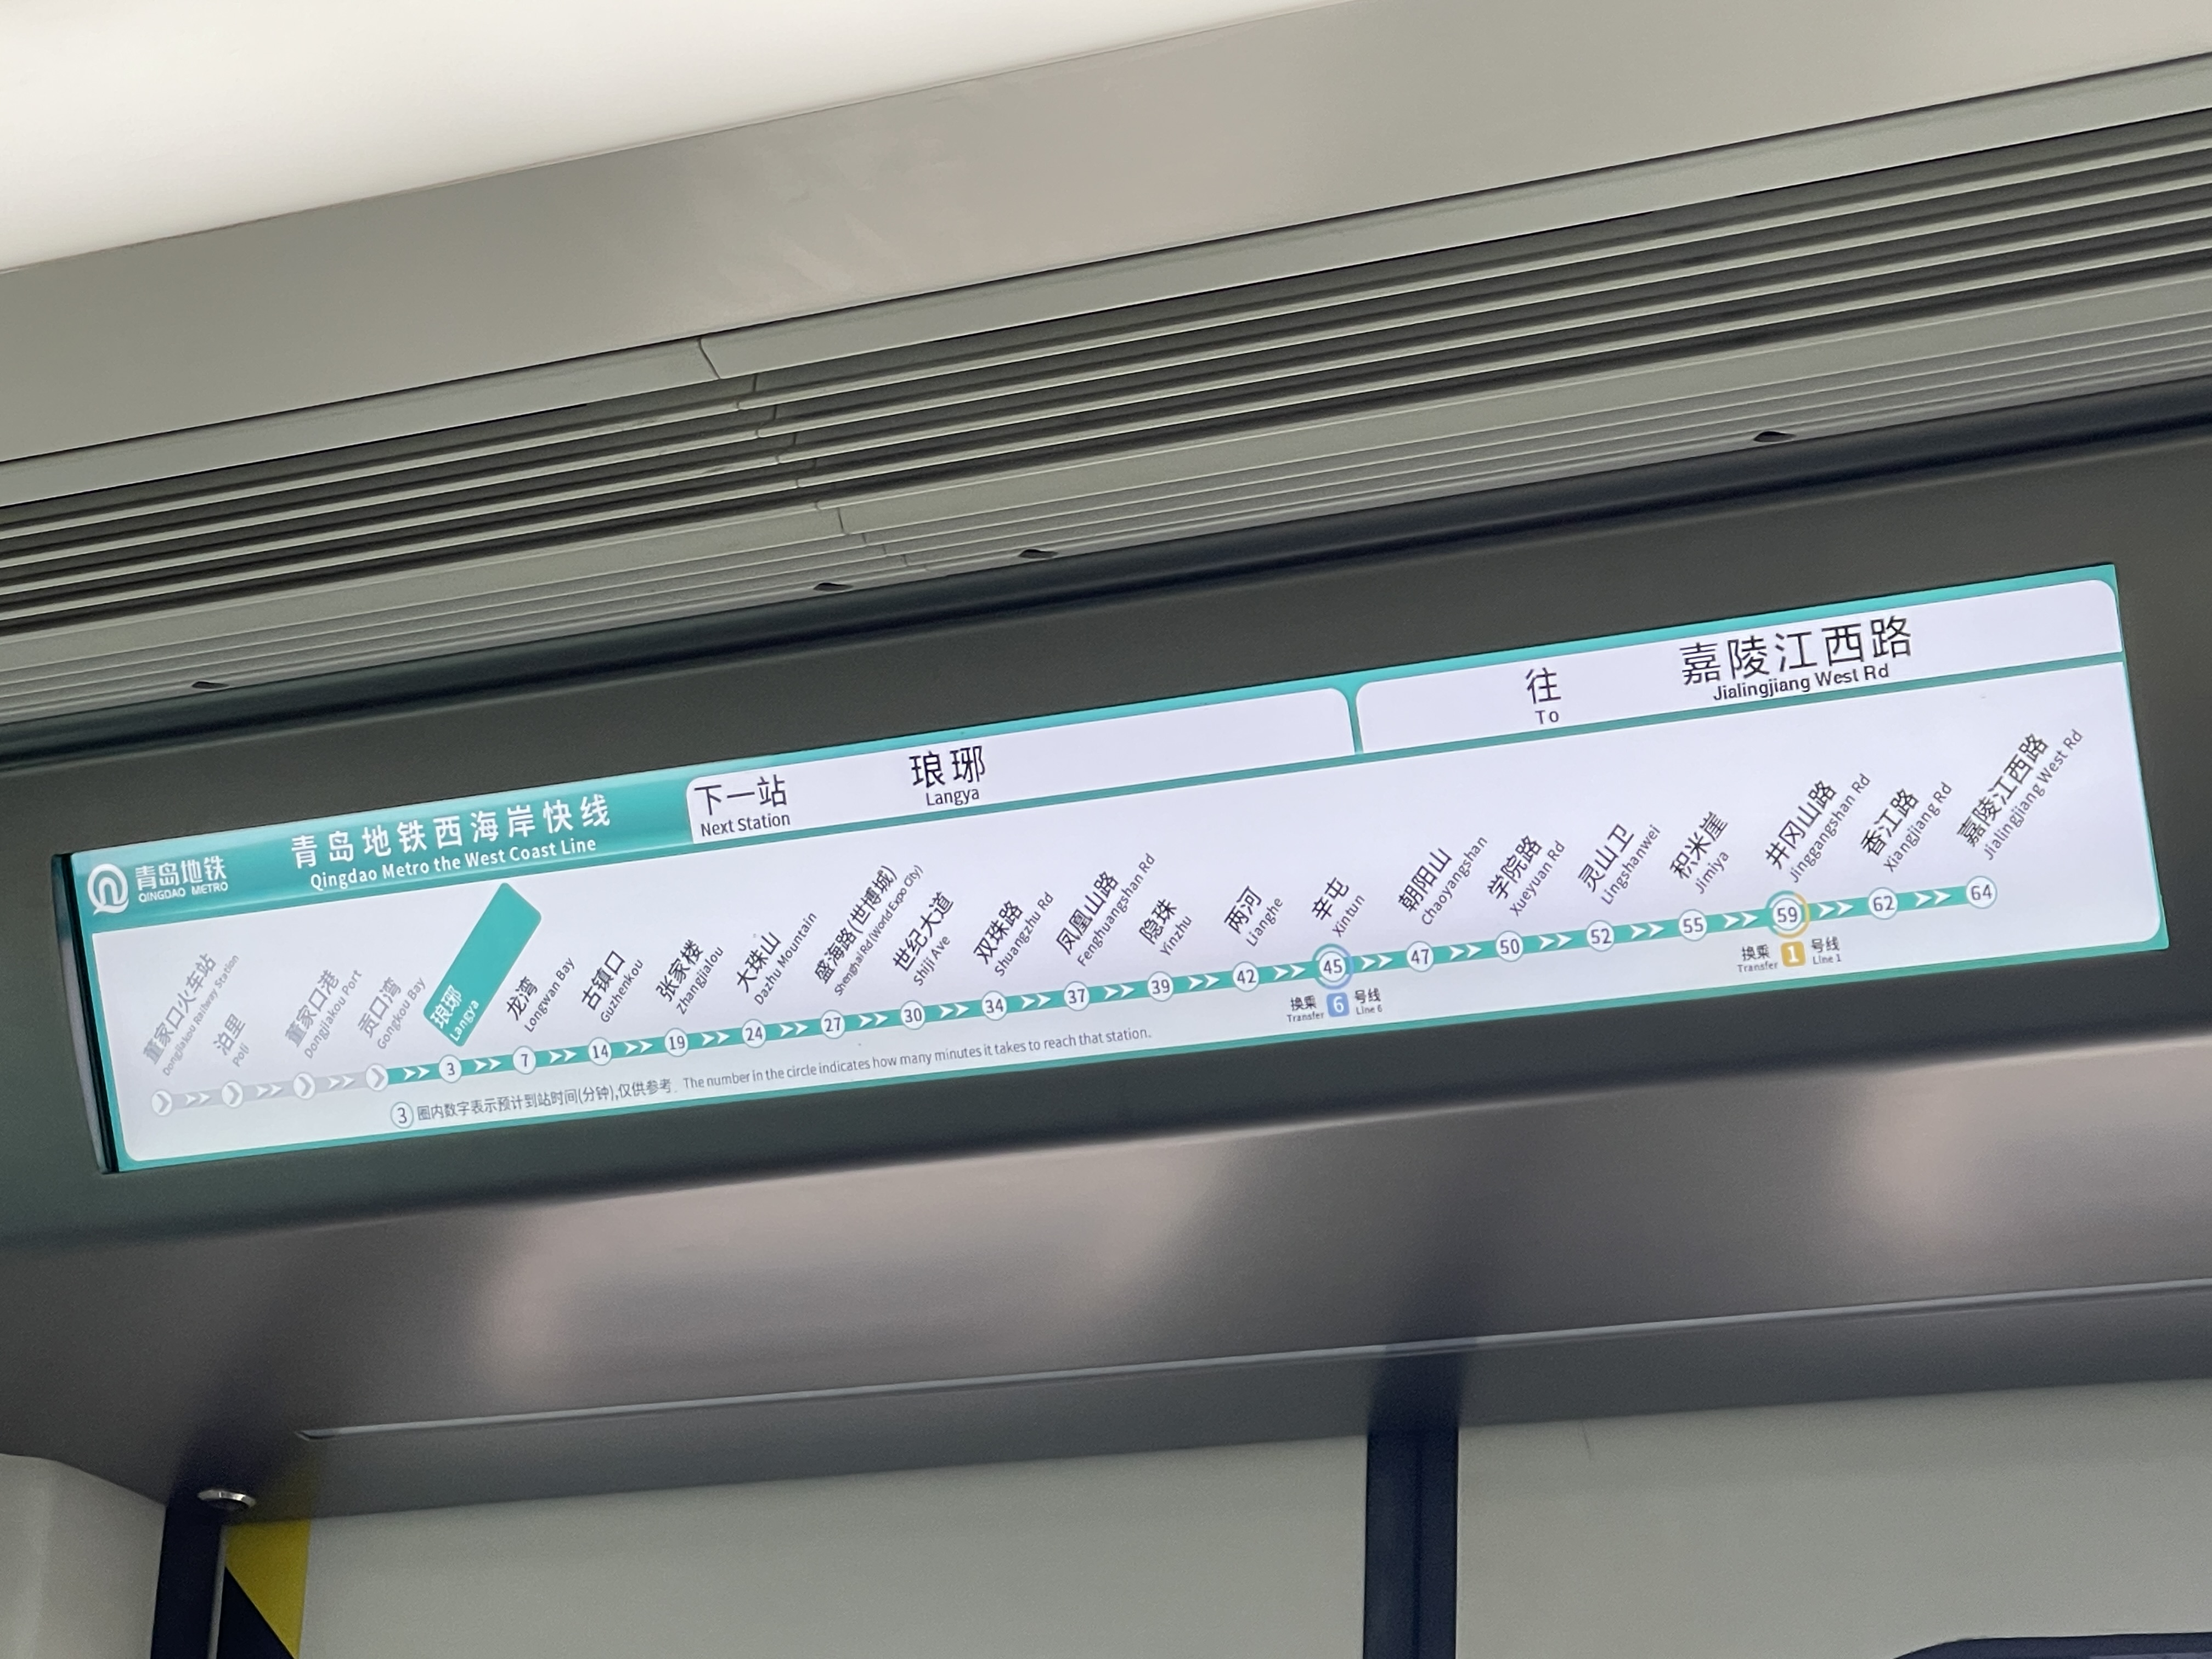 青岛地铁
QINGDAO METRO
青岛地铁西海岸快线
Qingdao Metro the West Coast Line
下一站
Next Station
琅琊
Langya
往
To
嘉陵江西路
Jialingjiang West Rd
董家口火车站
Dongjiakou Railway Station
泊里
Poli
董家口港
Dongjiakou Port
贡口湾
Gongkou Bay
琅琊
Langya
龙湾
Longwan Bay
古镇口
Guzhenkou
张家楼
Zhangjialou
大珠山
Dazhu Mountain
盛海路(世博城)
Shenghai Rd(World Expo City)
世纪大道
Shiji Ave
双珠路
Shuangzhu Rd
凤凰山路
Fenghuangshan Rd
隐珠
Yinzhu
两河
Lianghe
辛屯
Xintun
朝阳山
Chaoyangshan
学院路
Xueyuan Rd
灵山卫
Lingshanwei
积米崖
Jimiya
井冈山路
Jinggangshan Rd
香江路
Xiangjiang Rd
嘉陵江西路
Jialingjiang West Rd
3 7 14 19 24 27 30 34 37 39 42 45 47 50 52 55 59 62 64
换乘 6 号线
Transfer Line 6
换乘 1 号线
Transfer Line 1
3 圈内数字表示预计到站时间(分钟),仅供参考. The number in the circle indicates how many minutes it takes to reach that station.